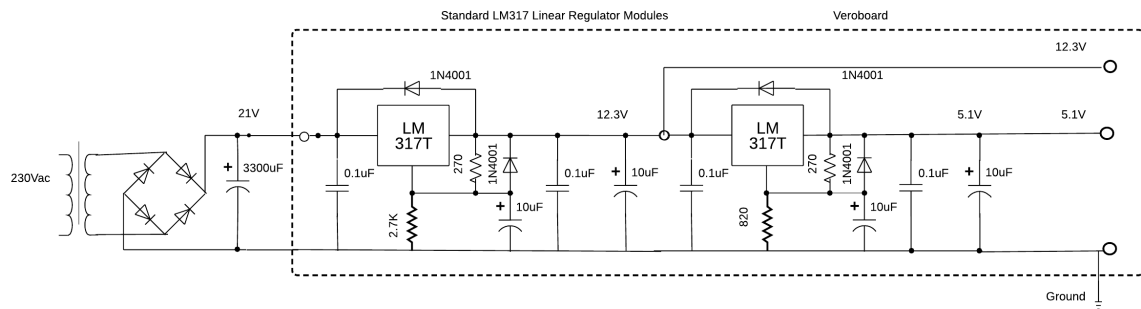 Standard LM317 Linear Regulator Modules
Veroboard
12.3V
1N4001
1N4001
21V
12.3V
5.1V
5.1V
LM
317T
LM
317T
230Vac
+
3300uF
0.1uF
270
1N4001
0.1uF
+
10uF
0.1uF
270
1N4001
0.1uF
+
10uF
2.7K
+
10uF
820
+
10uF
Ground